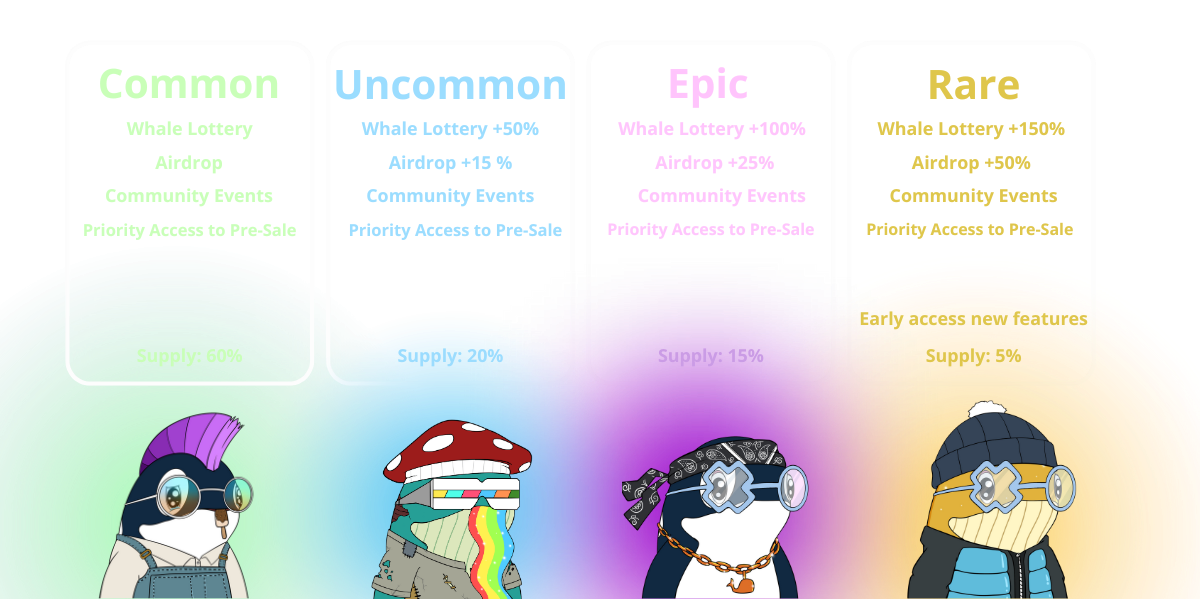 Common
Whale Lottery
Airdrop
Community Events
Priority Access to Pre-Sale
Supply: 60%
Uncommon
Whale Lottery +50%
Airdrop +15 %
Community Events
Priority Access to Pre-Sale
Supply: 20%
Epic
Whale Lottery +100%
Airdrop +25%
Community Events
Priority Access to Pre-Sale
Supply: 15%
Rare
Whale Lottery +150%
Airdrop +50%
Community Events
Priority Access to Pre-Sale
Early access new features
Supply: 5%